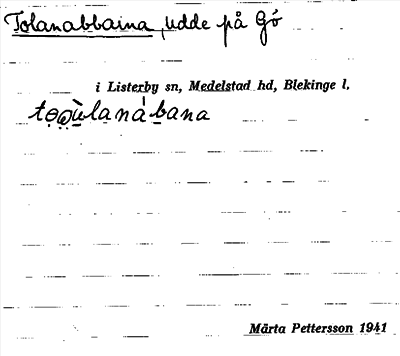 Tolanabbaina, udde på Gö
i Listerby sn, Medelstad hd, Blekinge l,
Märta Pettersson 1941